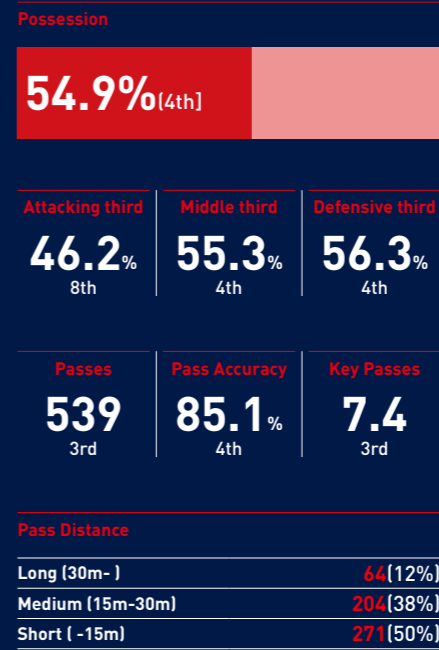 Possession
54.9%(4th]
Attacking third Middle third Defensive third
46.2% 55.3% 56.3%
8th 4th 4th
Passes Pass Accuracy Key Passes
539 85.1% 7.4
3rd 4th 3rd
Pass Distance
Long (30m- ) 64(12%)
Medium (15m-30m) 204(38%)
Short ( -15m) 271(50%)